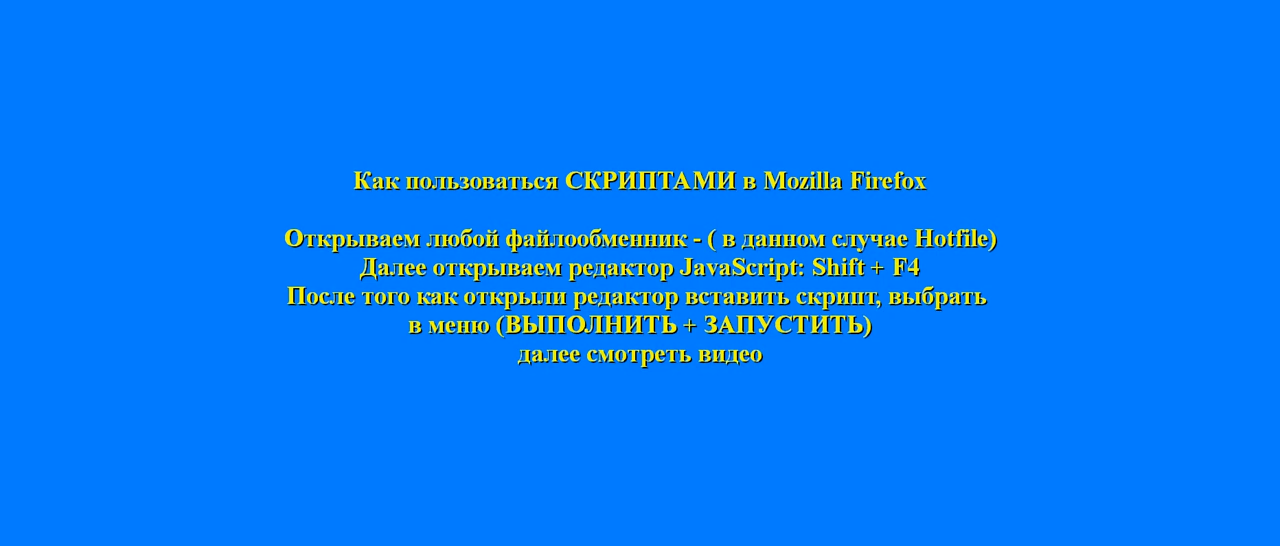 Как пользоваться СКРИПТАМИ в Mozilla Firefox
Открываем любой файлообменник - ( в данном случае Hotfile)
Далее открываем редактор JavaScript: Shift + F4
После того как открыли редактор вставить скрипт, выбрать
в меню (ВЫПОЛНИТЬ + ЗАПУСТИТЬ)
далее смотреть видео